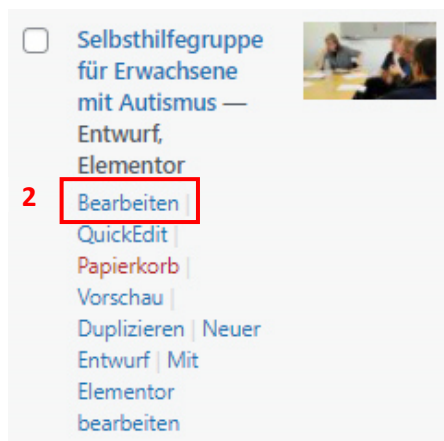 Selbsthilfegruppe
für Erwachsene
mit Autismus —
Entwurf,
Elementor
2
Bearbeiten |
QuickEdit |
Papierkorb |
Vorschau |
Duplizieren | Neuer
Entwurf | Mit
Elementor
bearbeiten